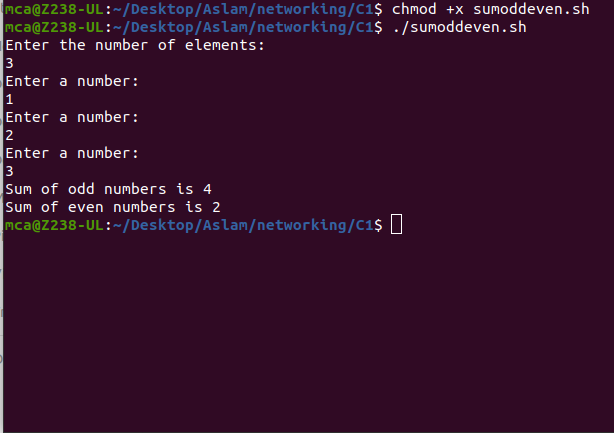 mca@Z238-UL:~/Desktop/Aslam/networking/C1$ chmod +x sumoddeven.sh
mca@Z238-UL:~/Desktop/Aslam/networking/C1$ ./sumoddeven.sh
Enter the number of elements:
3
Enter a number:
1
Enter a number:
2
Enter a number:
3
Sum of odd numbers is 4
Sum of even numbers is 2
mca@Z238-UL:~/Desktop/Aslam/networking/C1$